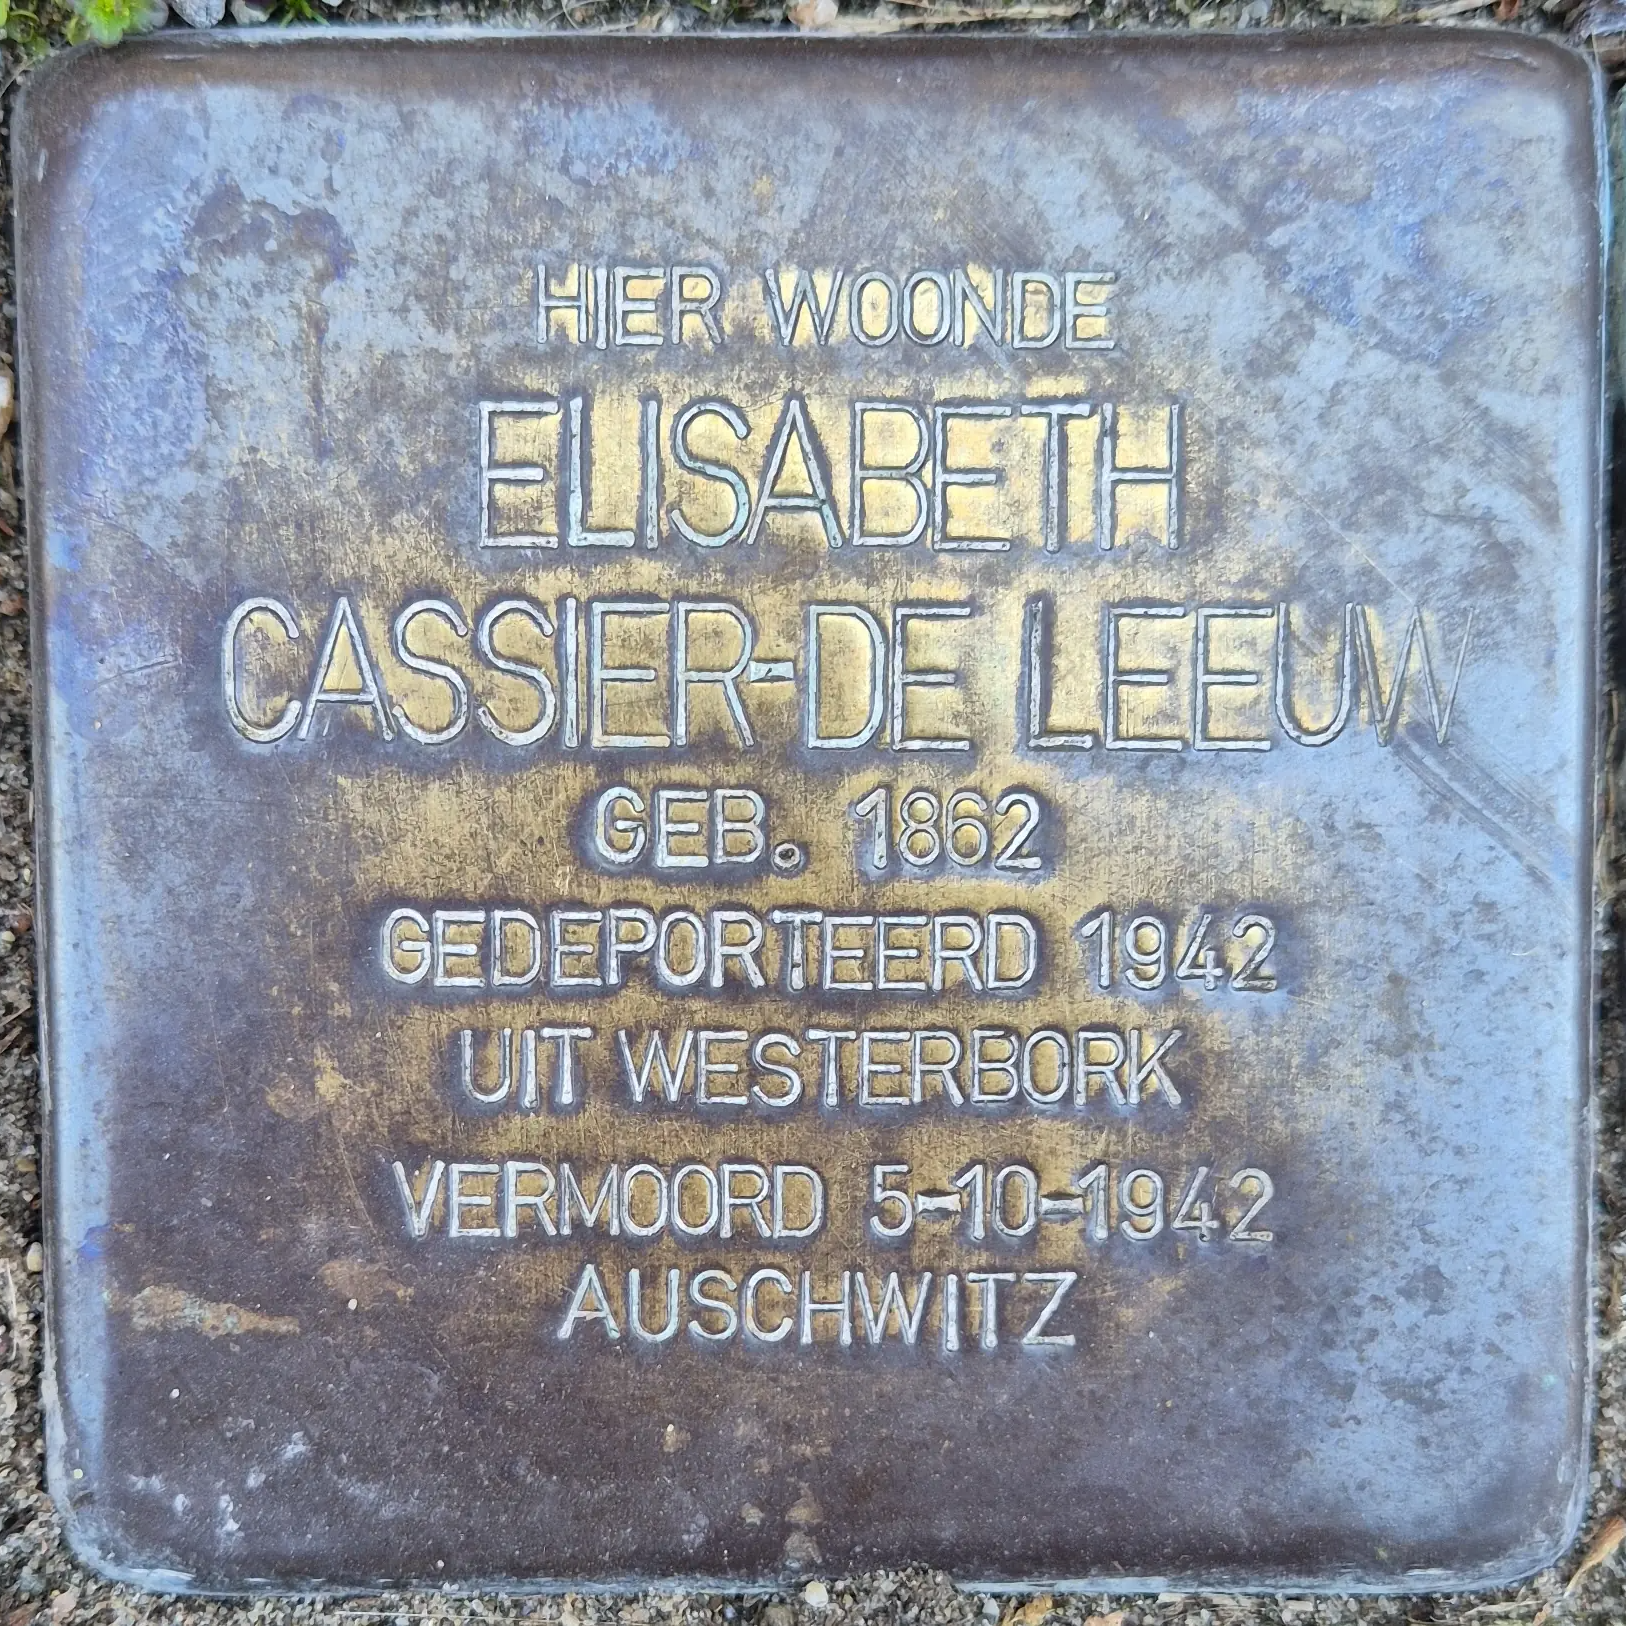 HIER WOONDE
ELISABETH
CASSIER-DE LEEUW
GEB. 1862
GEDEPORTEERD 1942
UIT WESTERBORK
VERMOORD 5-10-1942
AUSCHWITZ